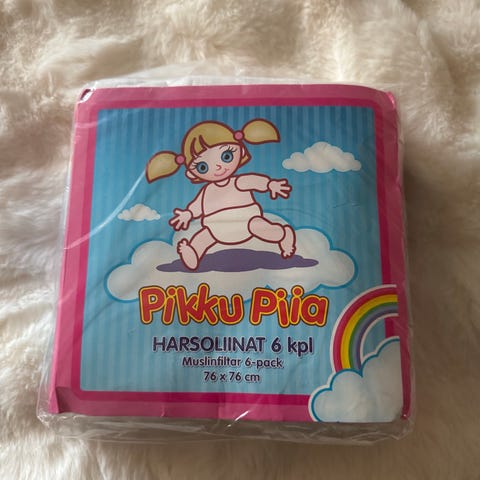 Pikku Piia
HARSOLIINAT 6 kpl
Muslinfiltar 6-pack
76 x 76 cm